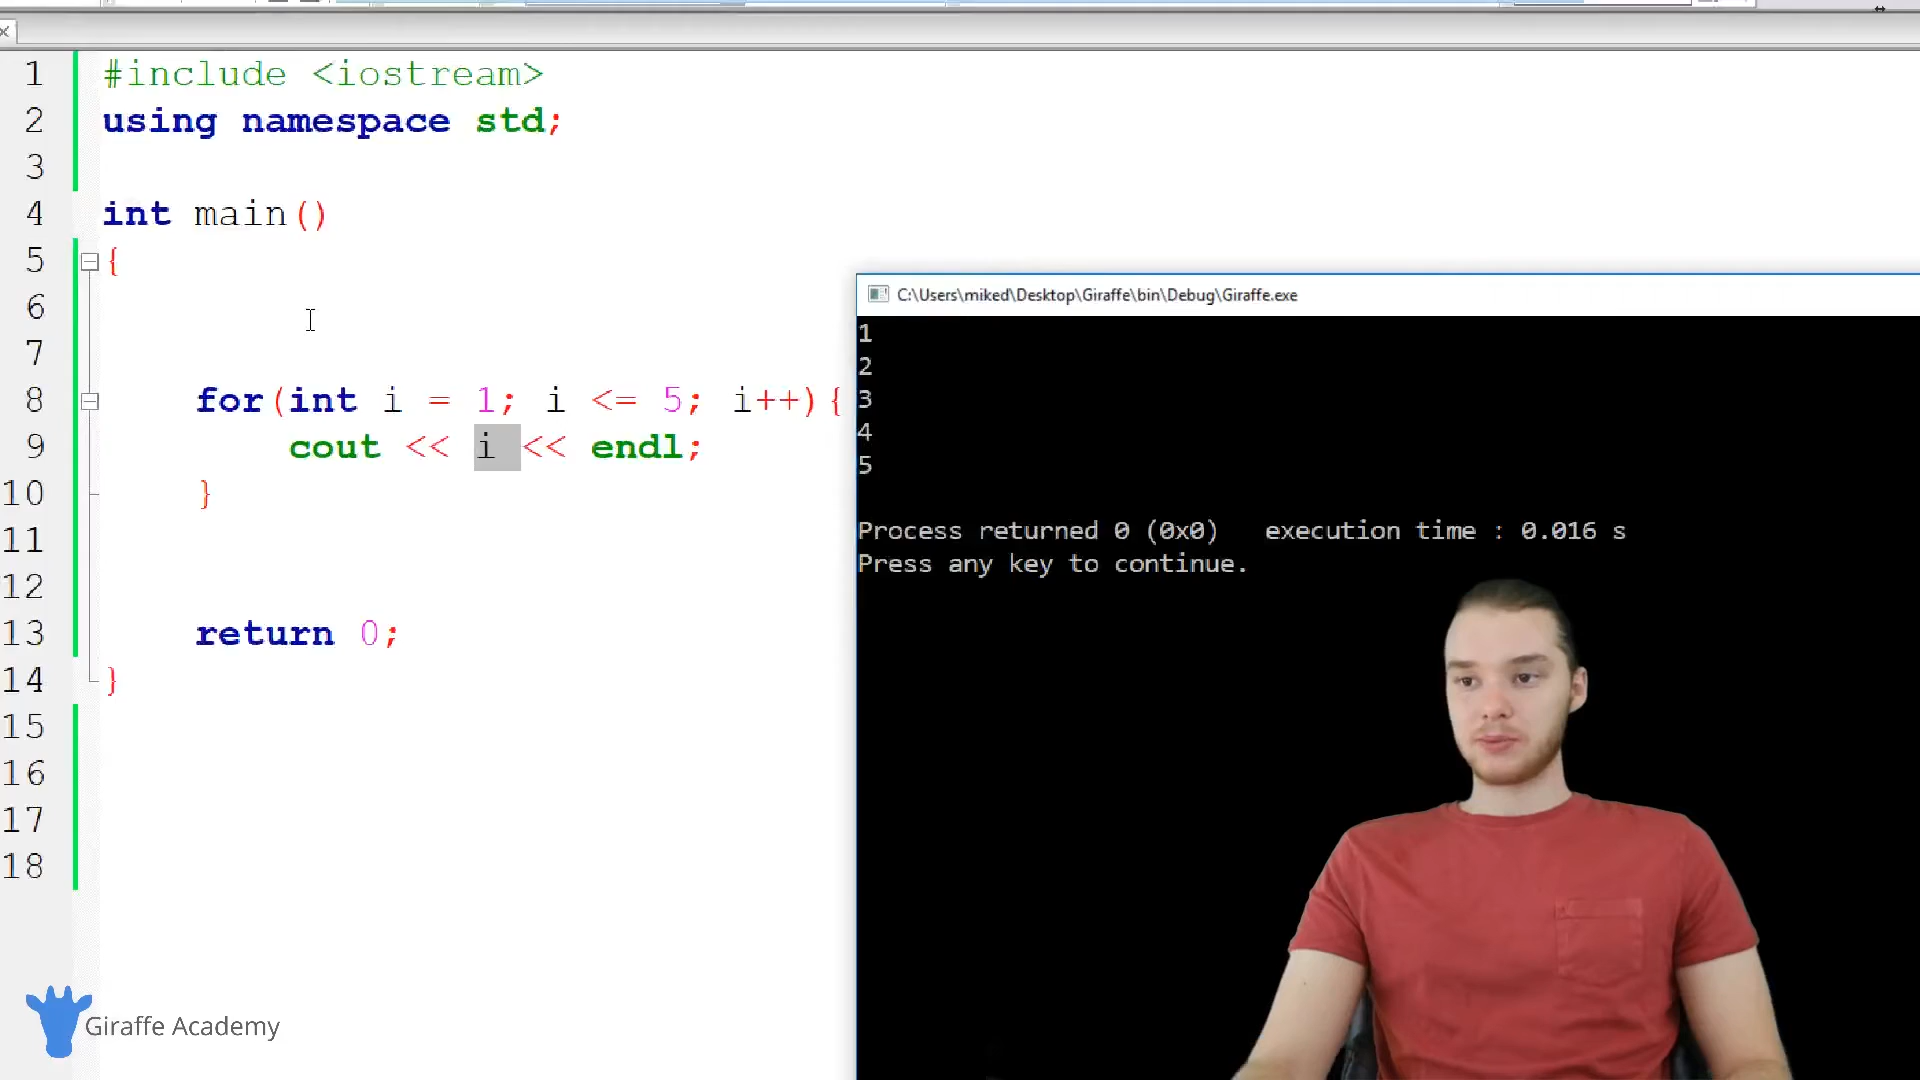 1 #include <iostream>
2 using namespace std;
3
4 int main()
5 {
6
7
8 for(int i = 1; i <= 5; i++){
9 cout << i << endl;
10 }
11
12
13 return 0;
14 }
15
16
17
18
C:\Users\miked\Desktop\Giraffe\bin\Debug\Giraffe.exe
1
2
3
4
5
Process returned 0 (0x0) execution time : 0.016 s
Press any key to continue.
Giraffe Academy